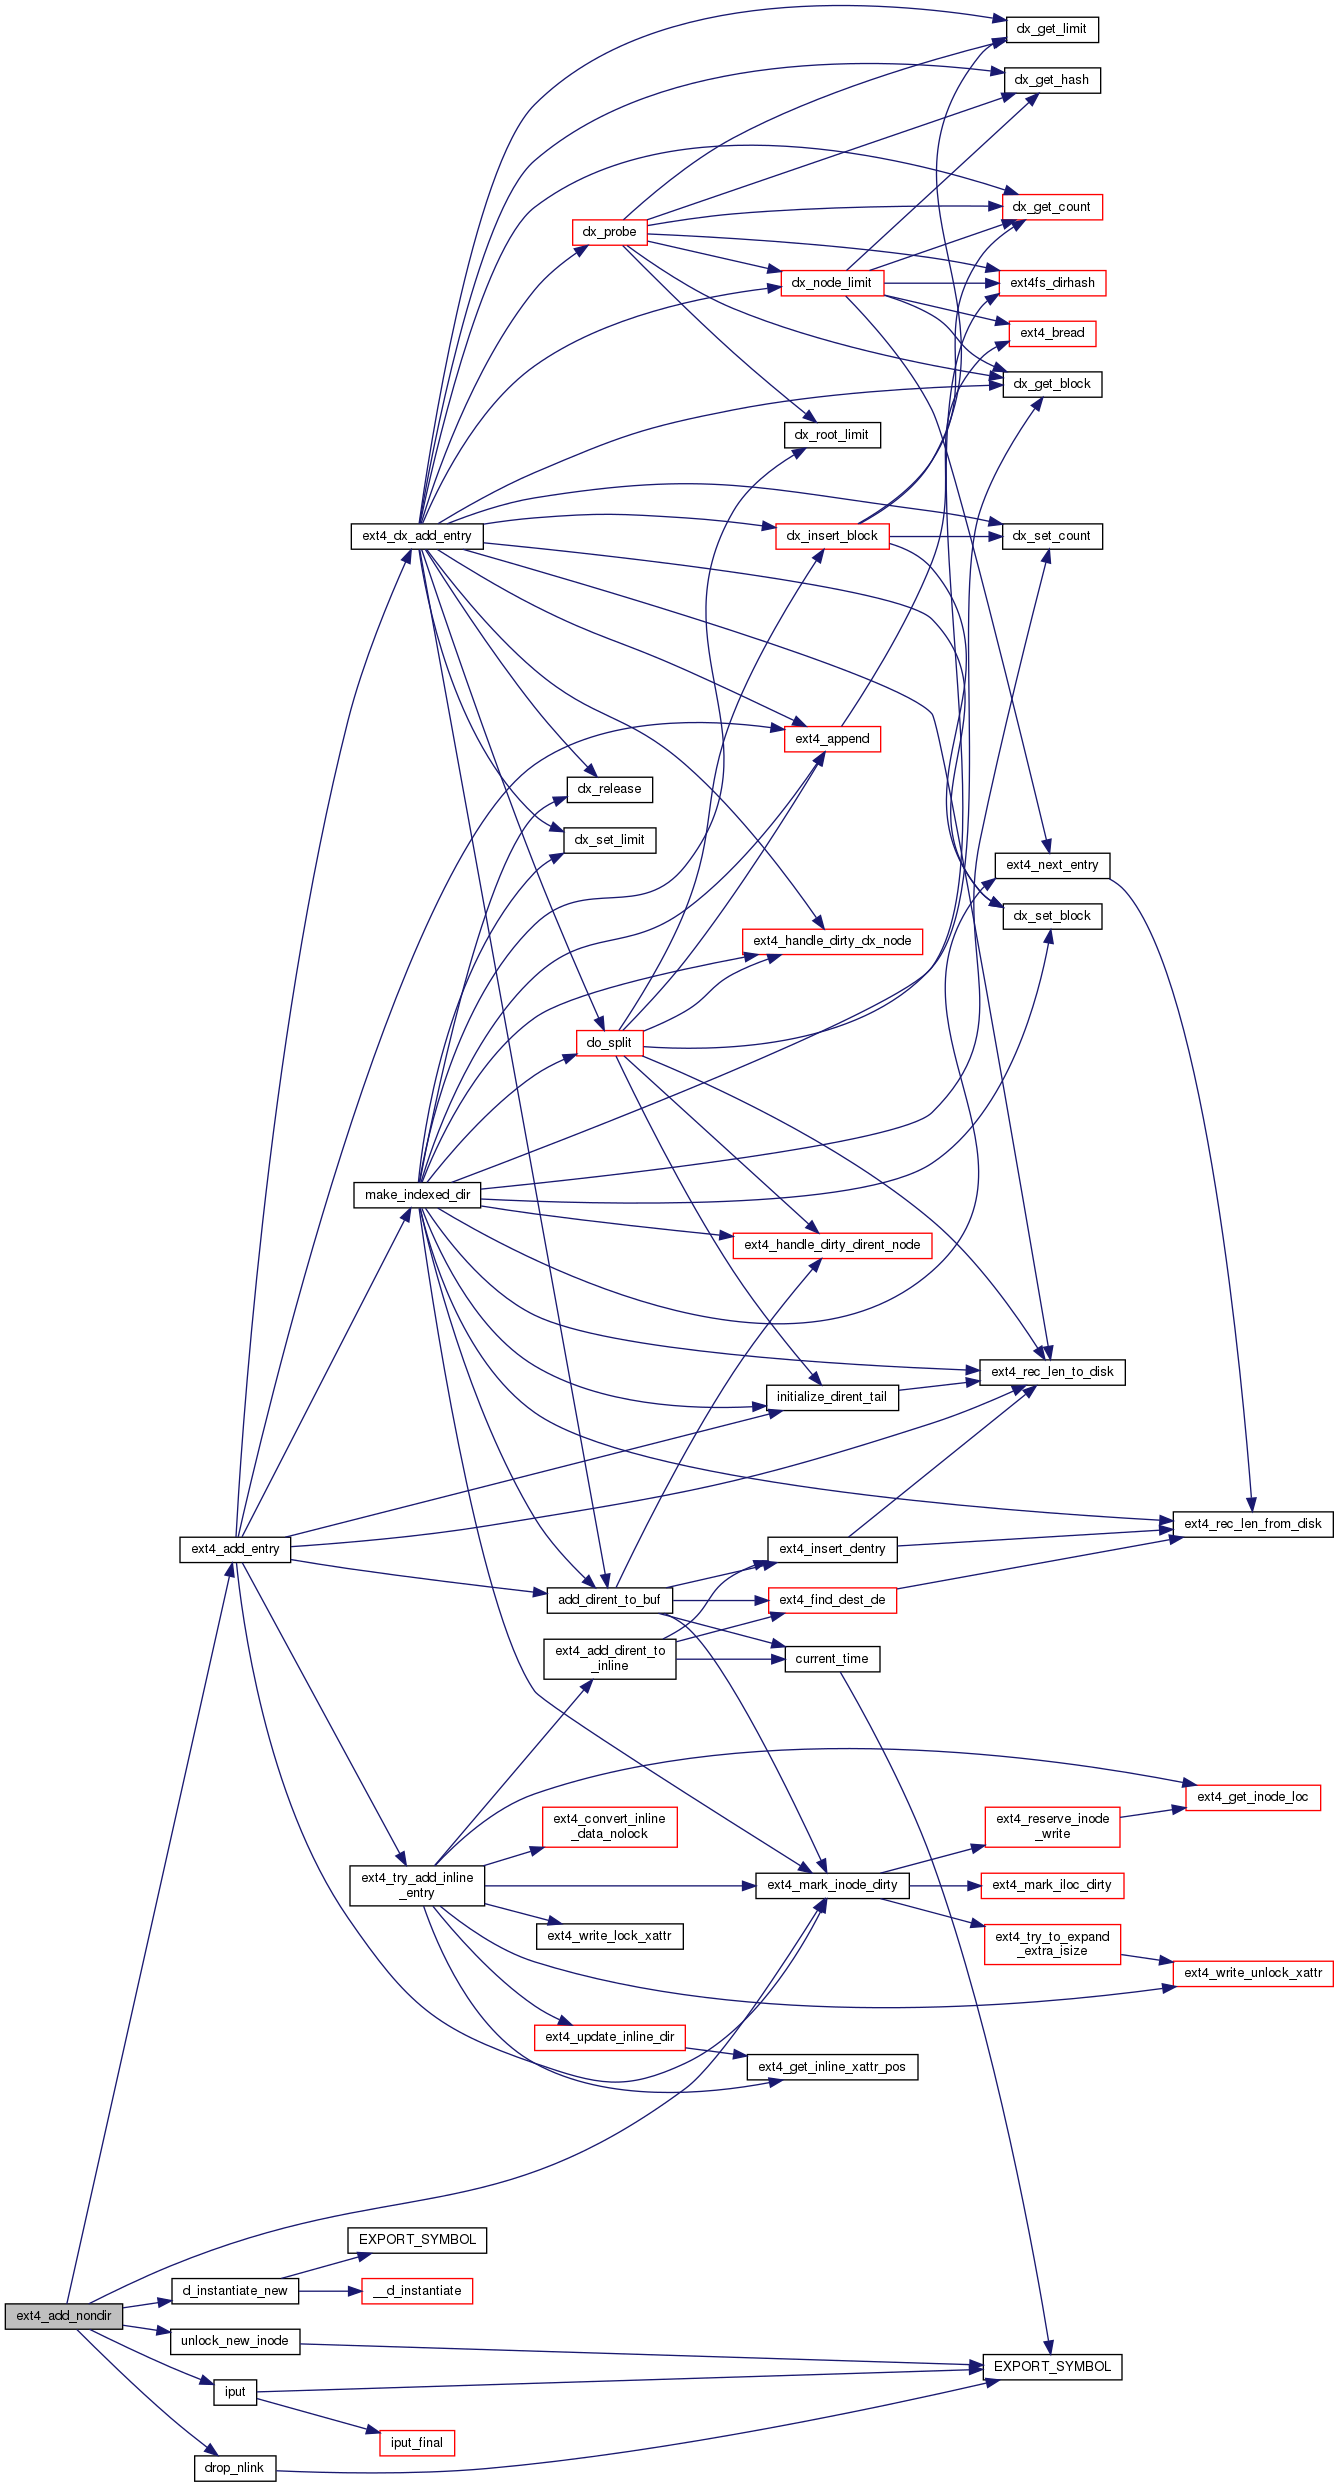 dx_get_limit
dx_get_hash
dx_get_count
dx_probe
dx_node_limit
ext4fs_dirhash
ext4_bread
dx_get_block
dx_root_limit
ext4_dx_add_entry
dx_insert_block
dx_set_count
ext4_append
dx_release
dx_set_limit
ext4_next_entry
dx_set_block
ext4_handle_dirty_dx_node
do_split
make_indexed_dir
ext4_handle_dirty_dirent_node
ext4_rec_len_to_disk
initialize_dirent_tail
ext4_rec_len_from_disk
ext4_add_entry
ext4_insert_dentry
add_dirent_to_buf
ext4_find_dest_de
ext4_add_dirent_to
_inline
current_time
ext4_get_inode_loc
ext4_convert_inline
_data_nolock
ext4_reserve_inode
_write
ext4_try_add_inline
_entry
ext4_mark_inode_dirty
ext4_mark_iloc_dirty
ext4_write_lock_xattr
ext4_try_to_expand
_extra_isize
ext4_write_unlock_xattr
ext4_update_inline_dir
ext4_get_inline_xattr_pos
EXPORT_SYMBOL
d_instantiate_new
__d_instantiate
ext4_add_nondir
unlock_new_inode
EXPORT_SYMBOL
iput
iput_final
drop_nlink